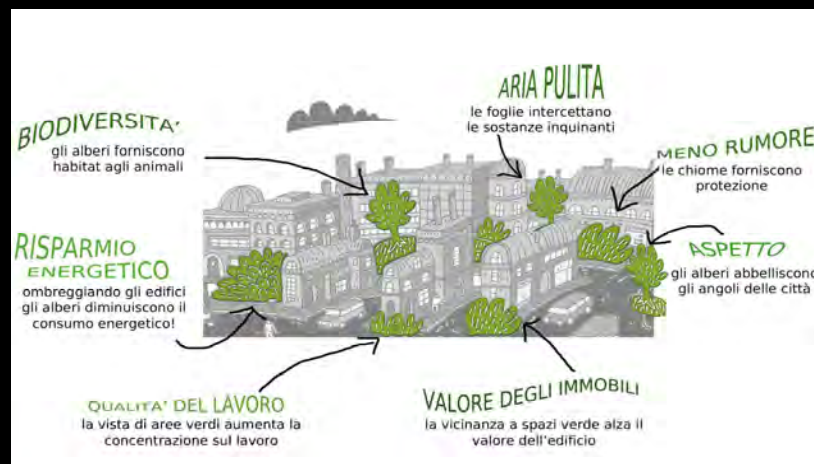 BIODIVERSITA'
gli alberi forniscono
habitat agli animali
ARIA PULITA
le foglie intercettano
le sostanze inquinanti
MENO RUMORE
le chiome forniscono
protezione
RISPARMIO
ENERGETICO
ombreggiando gli edifici
gli alberi diminuiscono il
consumo energetico!
ASPETTO
gli alberi abbelliscono
gli angoli delle città
QUALITA' DEL LAVORO
la vista di aree verdi aumenta la
concentrazione sul lavoro
VALORE DEGLI IMMOBILI
la vicinanza a spazi verde alza il
valore dell'edificio